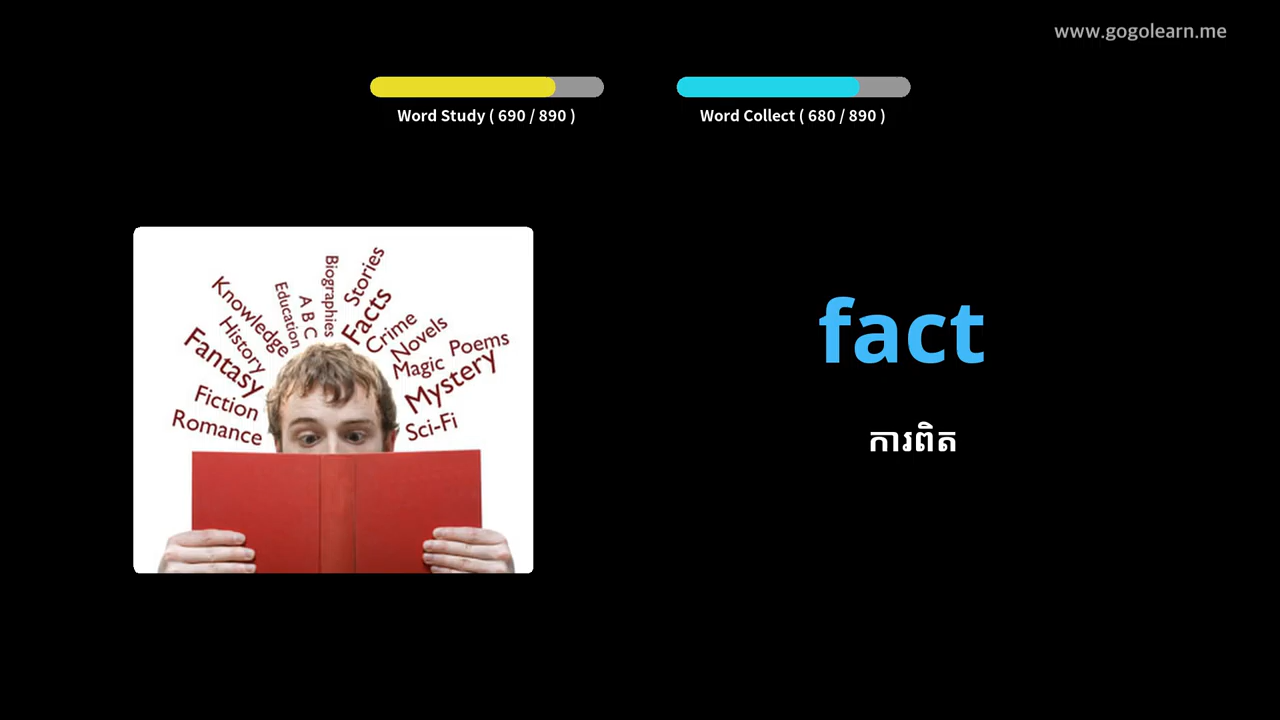 www.gogolearn.me
Word Study ( 690 / 890 )
Word Collect ( 680 / 890 )
Knowledge
History
Fantasy
Fiction
Romance
Education
A B C
Biographies
Stories
Facts
Crime
Novels
Magic
Poems
Mystery
Sci-Fi
fact
ការពិត